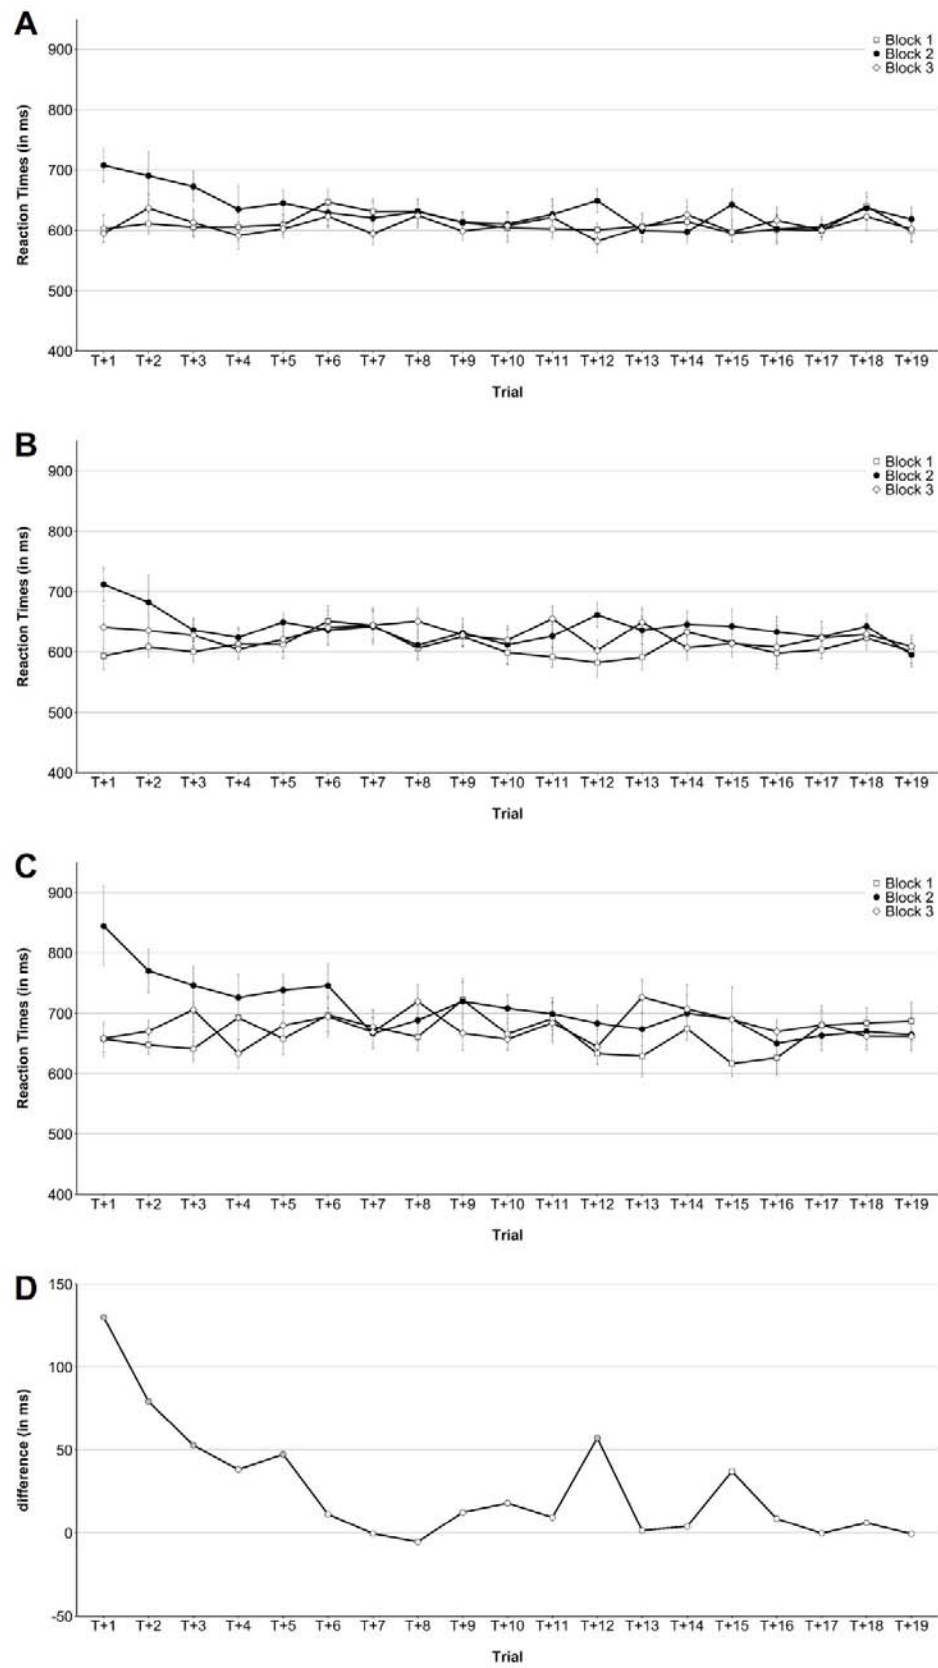 A
900
800
700
600
500
400
Reaction Times (in ms)
Block 1
Block 2
Block 3
T+1 T+2 T+3 T+4 T+5 T+6 T+7 T+8 T+9 T+10 T+11 T+12 T+13 T+14 T+15 T+16 T+17 T+18 T+19
Trial
B
900
800
700
600
500
400
Reaction Times (in ms)
Block 1
Block 2
Block 3
T+1 T+2 T+3 T+4 T+5 T+6 T+7 T+8 T+9 T+10 T+11 T+12 T+13 T+14 T+15 T+16 T+17 T+18 T+19
Trial
C
900
800
700
600
500
400
Reaction Times (in ms)
Block 1
Block 2
Block 3
T+1 T+2 T+3 T+4 T+5 T+6 T+7 T+8 T+9 T+10 T+11 T+12 T+13 T+14 T+15 T+16 T+17 T+18 T+19
Trial
D
150
100
50
0
-50
difference (in ms)
T+1 T+2 T+3 T+4 T+5 T+6 T+7 T+8 T+9 T+10 T+11 T+12 T+13 T+14 T+15 T+16 T+17 T+18 T+19
Trial